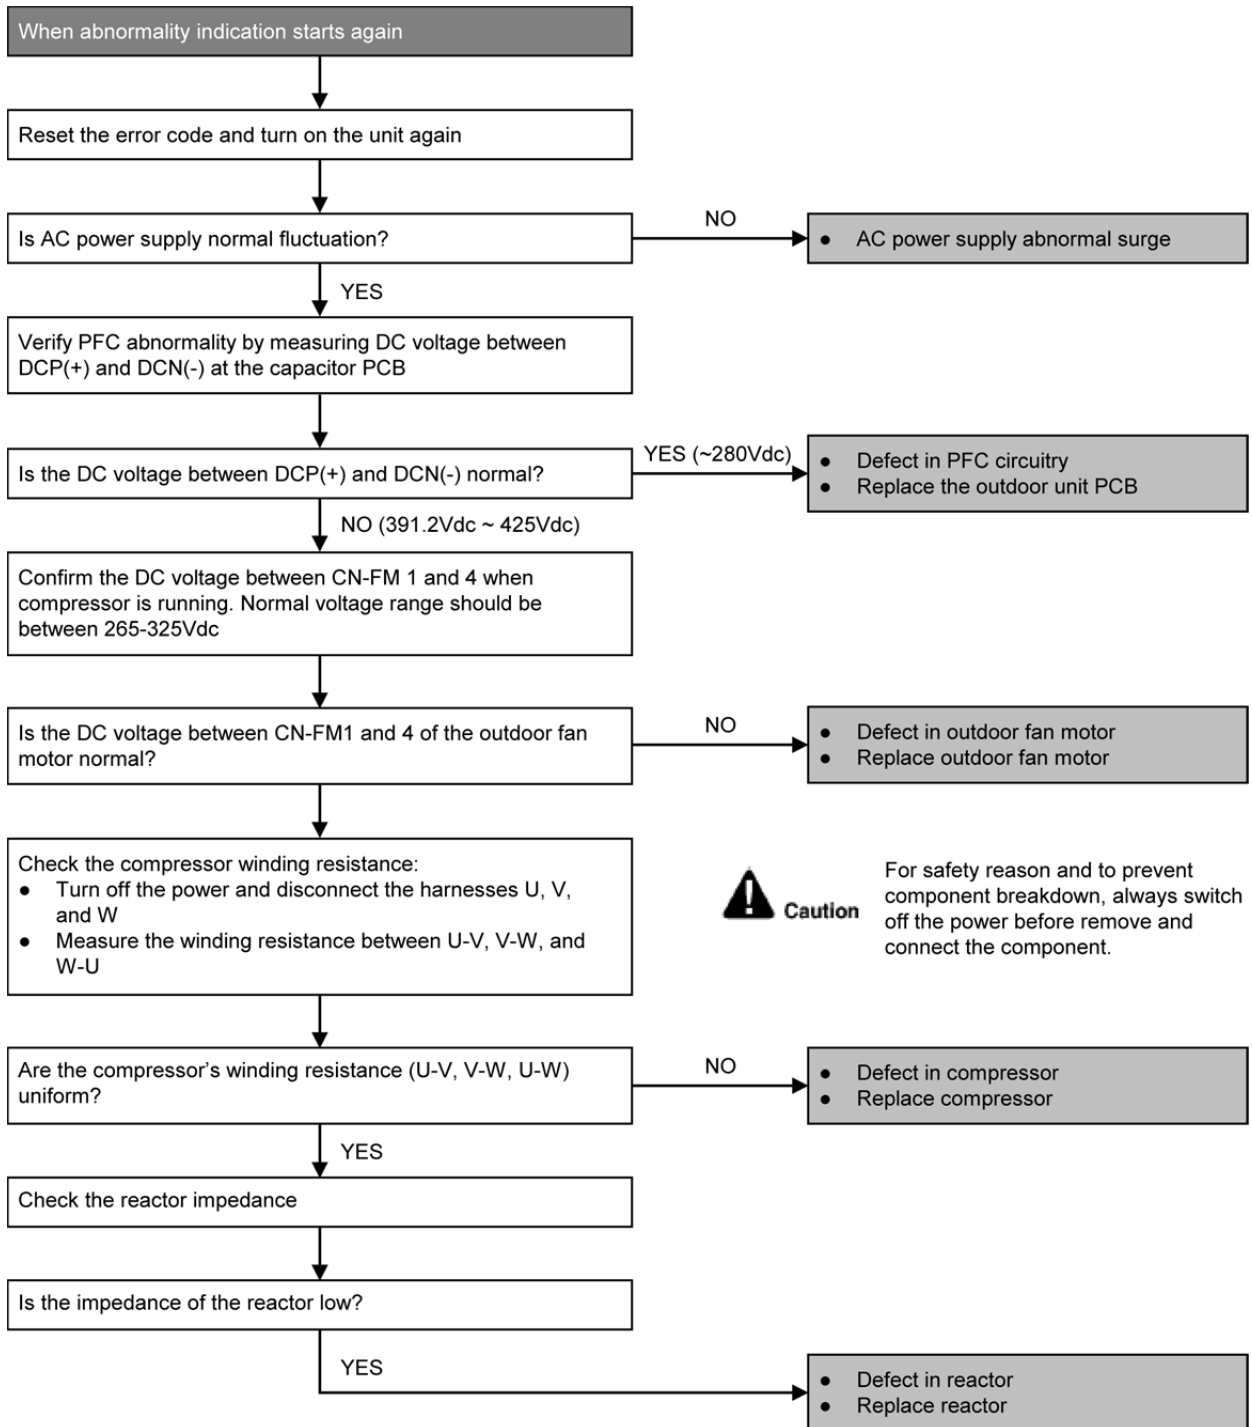 When abnormality indication starts again
Reset the error code and turn on the unit again
Is AC power supply normal fluctuation?
NO
● AC power supply abnormal surge
YES
Verify PFC abnormality by measuring DC voltage between
DCP(+) and DCN(-) at the capacitor PCB
Is the DC voltage between DCP(+) and DCN(-) normal?
YES (~280Vdc)
● Defect in PFC circuitry
● Replace the outdoor unit PCB
NO (391.2Vdc ~ 425Vdc)
Confirm the DC voltage between CN-FM 1 and 4 when
compressor is running. Normal voltage range should be
between 265-325Vdc
Is the DC voltage between CN-FM1 and 4 of the outdoor fan
motor normal?
NO
● Defect in outdoor fan motor
● Replace outdoor fan motor
Check the compressor winding resistance:
● Turn off the power and disconnect the harnesses U, V,
and W
● Measure the winding resistance between U-V, V-W, and
W-U
Caution
For safety reason and to prevent
component breakdown, always switch
off the power before remove and
connect the component.
Are the compressor's winding resistance (U-V, V-W, U-W)
uniform?
NO
● Defect in compressor
● Replace compressor
YES
Check the reactor impedance
Is the impedance of the reactor low?
YES
● Defect in reactor
● Replace reactor